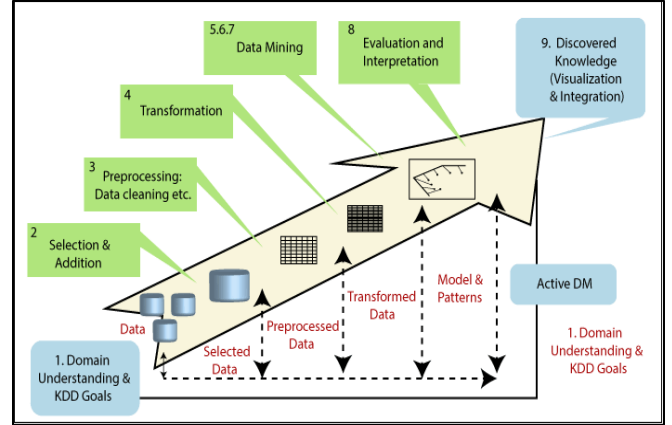 5.6.7
Data Mining
8
Evaluation and
Interpretation
9. Discovered
Knowledge
(Visualization
& Integration)
4
Transformation
3
Preprocessing:
Data cleaning etc.
2
Selection &
Addition
Data
1. Domain
Understanding &
KDD Goals
Selected
Data
Preprocessed
Data
Transformed
Data
Model &
Patterns
Active DM
1. Domain
Understanding &
KDD Goals